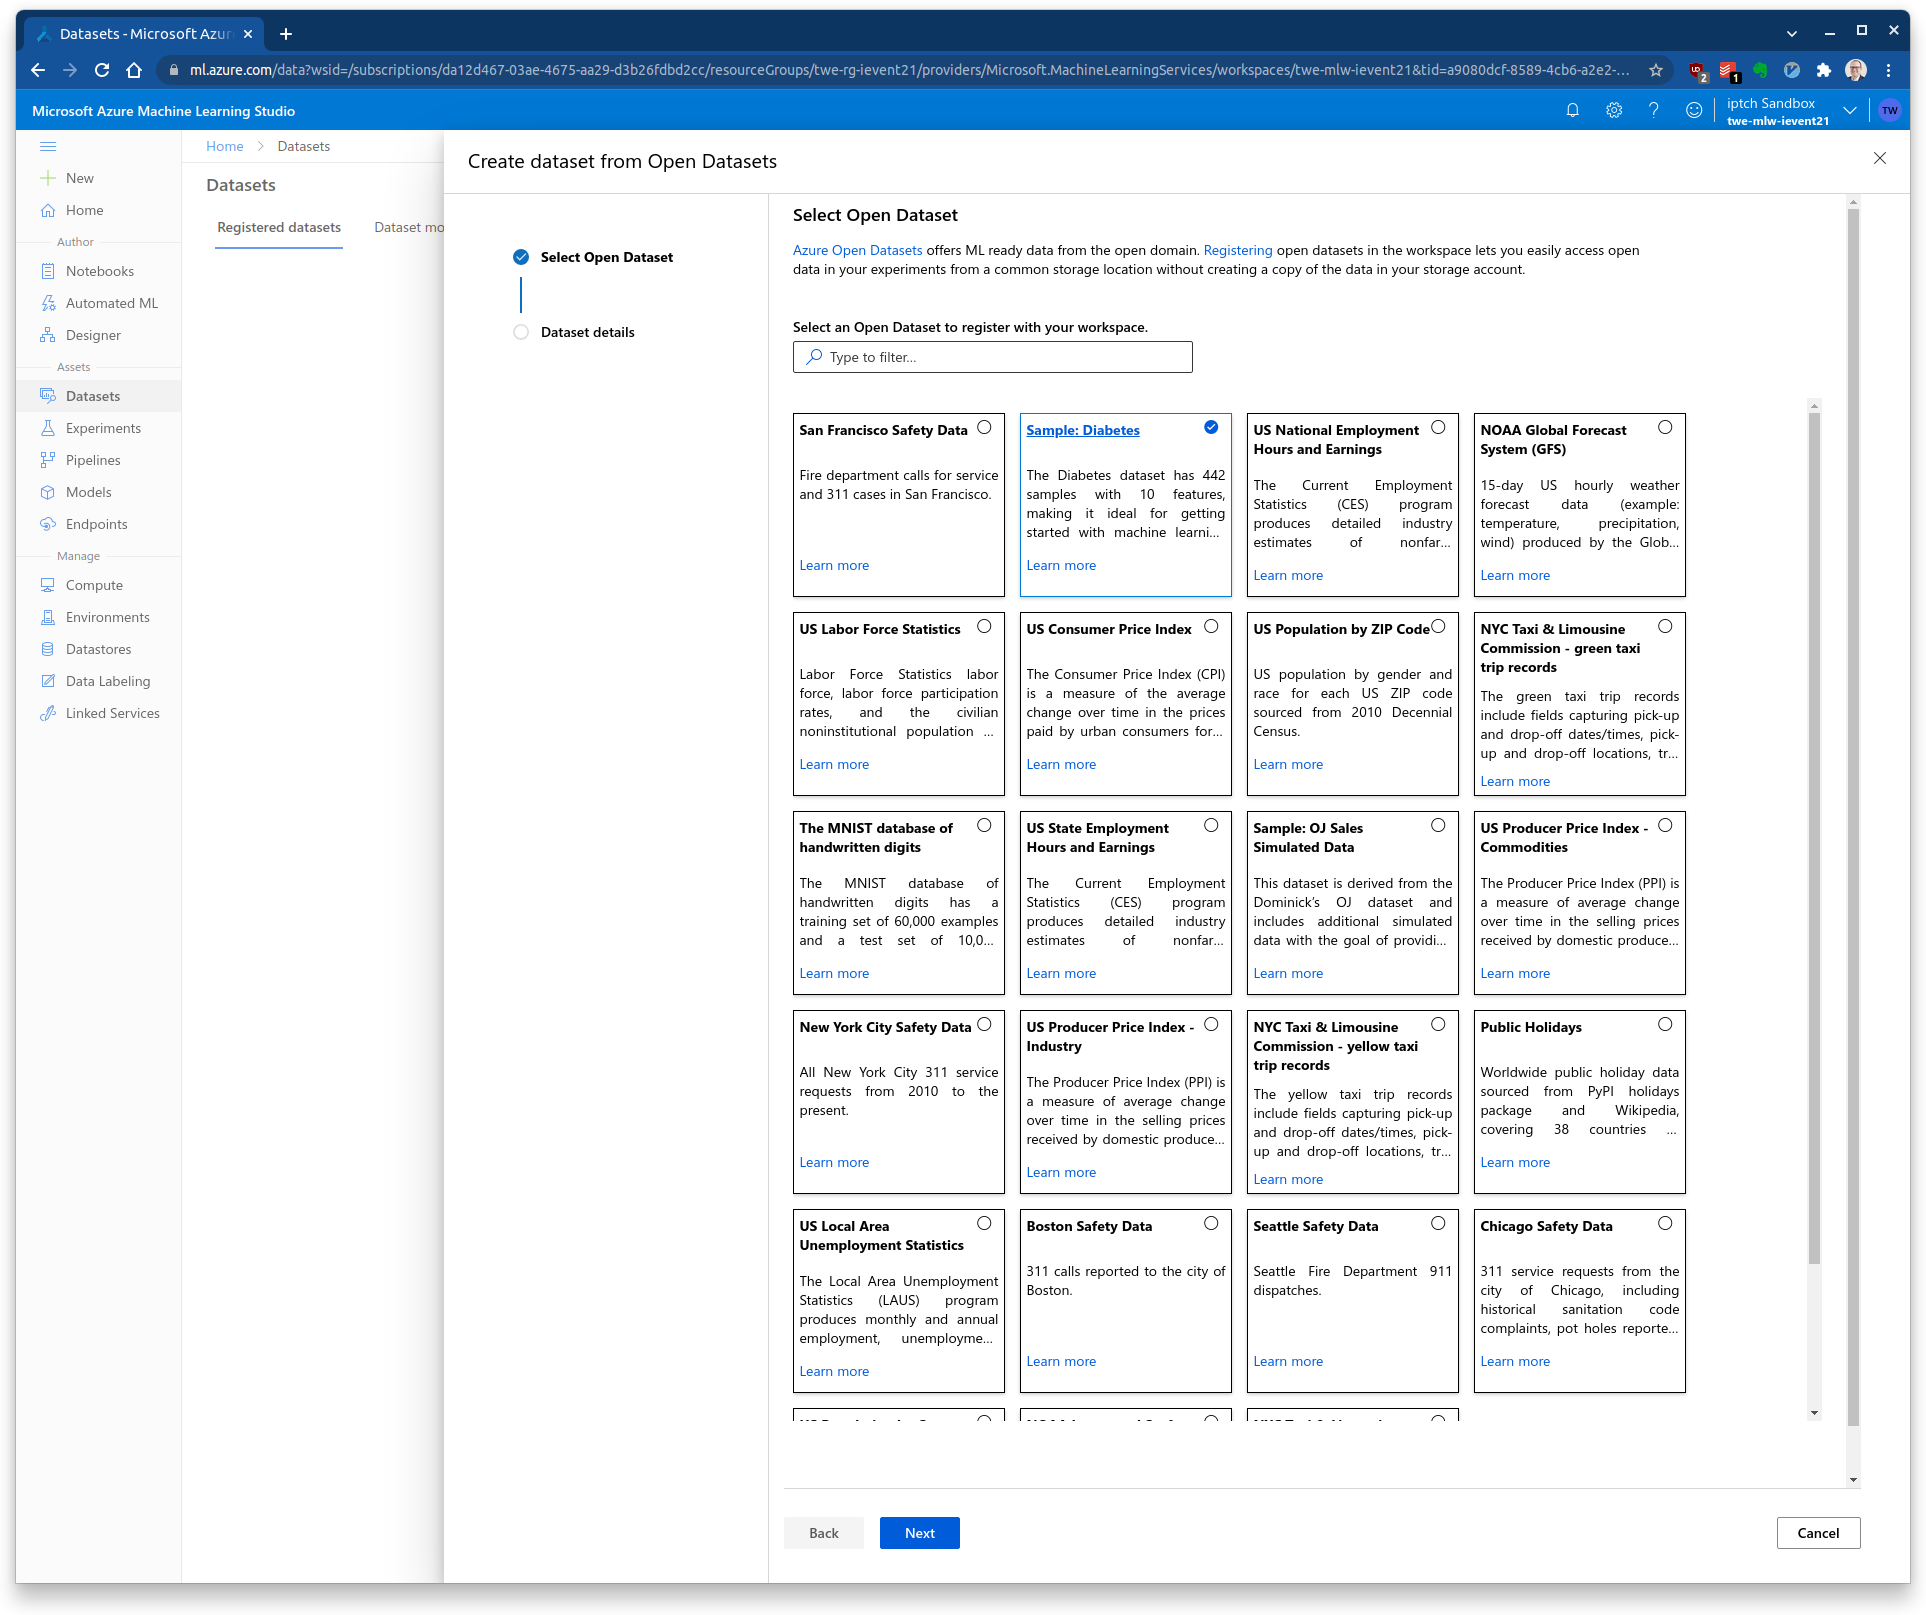 Datasets - Microsoft Azur
ml.azure.com/data?wsid=/subscriptions/da12d467-03ae-4675-aa29-d3b26fdbd2cc/resourceGroups/twe-rg-ievent21/providers/Microsoft.MachineLearningServices/workspaces/twe-mlw-ievent21&tid=a9080dcf-8589-4cb6-a2e2-...
2
1
Microsoft Azure Machine Learning Studio
iptch Sandbox
twe-mlw-ievent21
TW
New
Home
Author
Notebooks
Automated ML
Designer
Assets
Datasets
Experiments
Pipelines
Models
Endpoints
Manage
Compute
Environments
Datastores
Data Labeling
Linked Services
Home > Datasets
Datasets
Registered datasets
Dataset mo
Create dataset from Open Datasets
Select Open Dataset
Dataset details
Select Open Dataset
Azure Open Datasets offers ML ready data from the open domain. Registering open datasets in the workspace lets you easily access open
data in your experiments from a common storage location without creating a copy of the data in your storage account.
Select an Open Dataset to register with your workspace.
Type to filter...
San Francisco Safety Data
Fire department calls for service
and 311 cases in San Francisco.
Learn more
Sample: Diabetes
The Diabetes dataset has 442
samples with 10 features,
making it ideal for getting
started with machine learni...
Learn more
US National Employment
Hours and Earnings
The Current Employment
Statistics (CES) program
produces detailed industry
estimates of nonfar...
Learn more
NOAA Global Forecast
System (GFS)
15-day US hourly weather
forecast data (example:
temperature, precipitation,
wind) produced by the Glob...
Learn more
US Labor Force Statistics
Labor Force Statistics labor
force, labor force participation
rates, and the civilian
noninstitutional population ...
Learn more
US Consumer Price Index
The Consumer Price Index (CPI)
is a measure of the average
change over time in the prices
paid by urban consumers for...
Learn more
US Population by ZIP Code
US population by gender and
race for each US ZIP code
sourced from 2010 Decennial
Census.
Learn more
NYC Taxi & Limousine
Commission - green taxi
trip records
The green taxi trip records
include fields capturing pick-up
and drop-off dates/times, pick-
up and drop-off locations, tr...
Learn more
The MNIST database of
handwritten digits
The MNIST database of
handwritten digits has a
training set of 60,000 examples
and a test set of 10,0...
Learn more
US State Employment
Hours and Earnings
The Current Employment
Statistics (CES) program
produces detailed industry
estimates of nonfar...
Learn more
Sample: OJ Sales
Simulated Data
This dataset is derived from the
Dominick's OJ dataset and
includes additional simulated
data with the goal of providi...
Learn more
US Producer Price Index -
Commodities
The Producer Price Index (PPI) is
a measure of average change
over time in the selling prices
received by domestic produce...
Learn more
New York City Safety Data
All New York City 311 service
requests from 2010 to the
present.
Learn more
US Producer Price Index -
Industry
The Producer Price Index (PPI) is
a measure of average change
over time in the selling prices
received by domestic produce...
Learn more
NYC Taxi & Limousine
Commission - yellow taxi
trip records
The yellow taxi trip records
include fields capturing pick-up
and drop-off dates/times, pick-
up and drop-off locations, tr...
Learn more
Public Holidays
Worldwide public holiday data
sourced from PyPI holidays
package and Wikipedia,
covering 38 countries ...
Learn more
US Local Area
Unemployment Statistics
The Local Area Unemployment
Statistics (LAUS) program
produces monthly and annual
employment, unemployme...
Learn more
Boston Safety Data
311 calls reported to the city of
Boston.
Learn more
Seattle Safety Data
Seattle Fire Department 911
dispatches.
Learn more
Chicago Safety Data
311 service requests from the
city of Chicago, including
historical sanitation code
complaints, pot holes reporte...
Learn more
Back
Next
Cancel